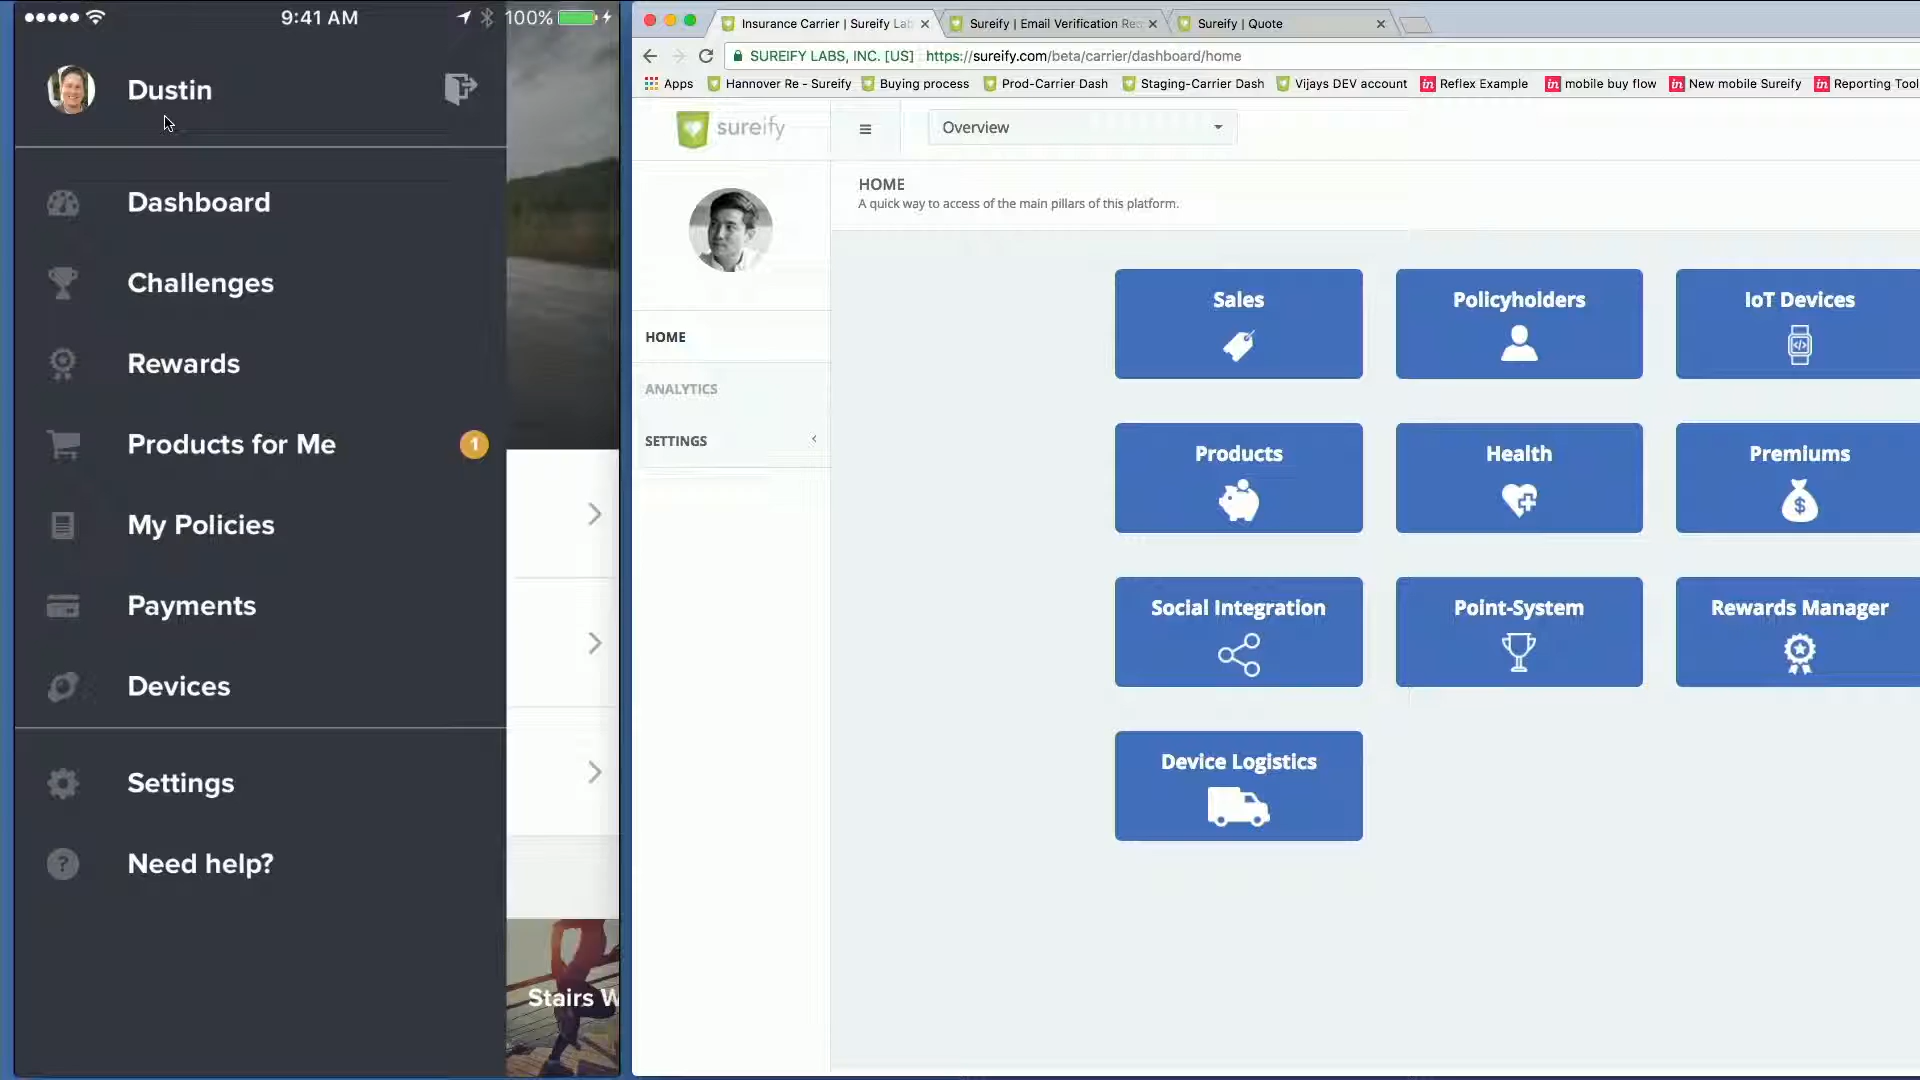 9:41 AM
100%
Dustin
Dashboard
Challenges
Rewards
Products for Me
1
My Policies
Payments
Devices
Settings
Need help?
Stairs W
Insurance Carrier | Sureify La
Sureify | Email Verification Re
Sureify | Quote
SUREIFY LABS, INC. [US]
https://sureify.com/beta/carrier/dashboard/home
Apps
Hannover Re - Sureify
Buying process
Prod-Carrier Dash
Staging-Carrier Dash
Vijays DEV account
in Reflex Example
in mobile buy flow
in New mobile Sureify
in Reporting Tool
sureify
Overview
HOME
A quick way to access of the main pillars of this platform.
HOME
ANALYTICS
SETTINGS
Sales
Policyholders
IoT Devices
Products
Health
Premiums
Social Integration
Point-System
Rewards Manager
Device Logistics